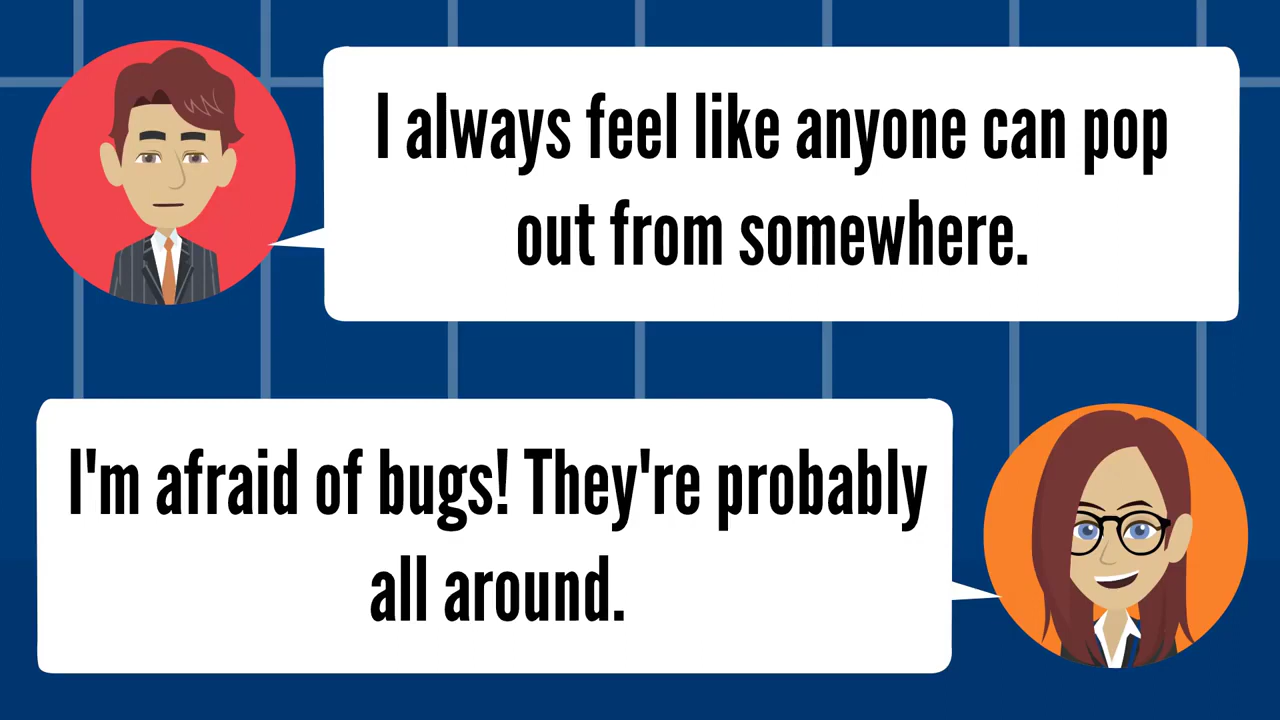 I always feel like anyone can pop
out from somewhere.
I'm afraid of bugs! They're probably
all around.